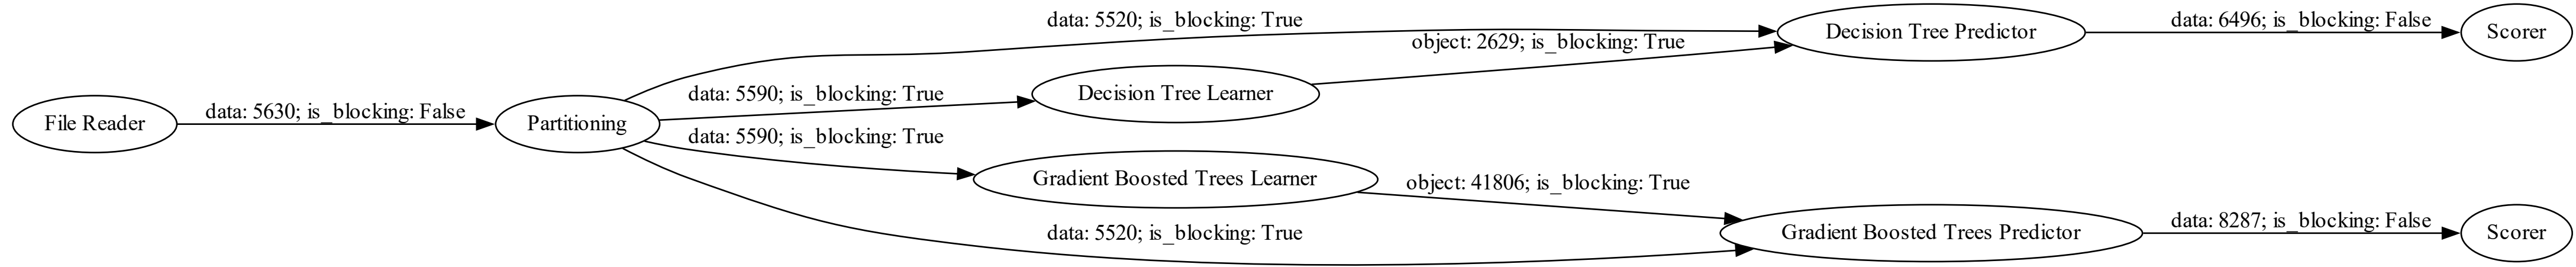 File Reader
data: 5630; is_blocking: False
Partitioning
data: 5520; is_blocking: True
data: 5590; is_blocking: True
data: 5590; is_blocking: True
data: 5520; is_blocking: True
Decision Tree Learner
object: 2629; is_blocking: True
Decision Tree Predictor
data: 6496; is_blocking: False
Scorer
Gradient Boosted Trees Learner
object: 41806; is_blocking: True
Gradient Boosted Trees Predictor
data: 8287; is_blocking: False
Scorer